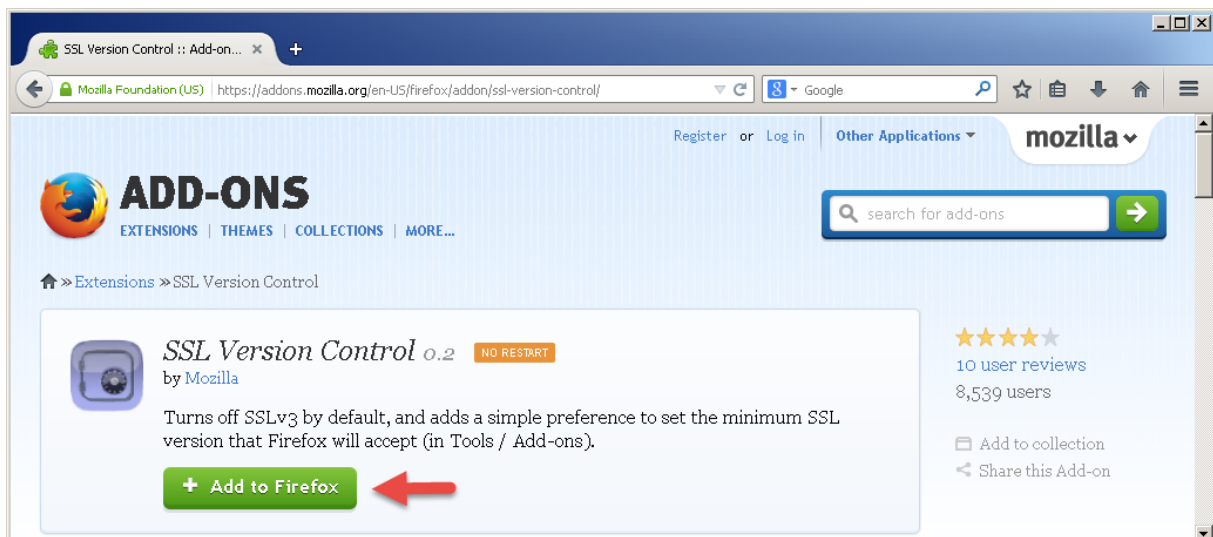 SSL Version Control :: Add-on...
Mozilla Foundation (US) https://addons.mozilla.org/en-US/firefox/addon/ssl-version-control/ Google
Register or Log in Other Applications mozilla
ADD-ONS
EXTENSIONS | THEMES | COLLECTIONS | MORE...
search for add-ons
» Extensions » SSL Version Control
SSL Version Control 0.2 NO RESTART
by Mozilla
Turns off SSLv3 by default, and adds a simple preference to set the minimum SSL
version that Firefox will accept (in Tools / Add-ons).
+ Add to Firefox
10 user reviews
8,539 users
Add to collection
Share this Add-on